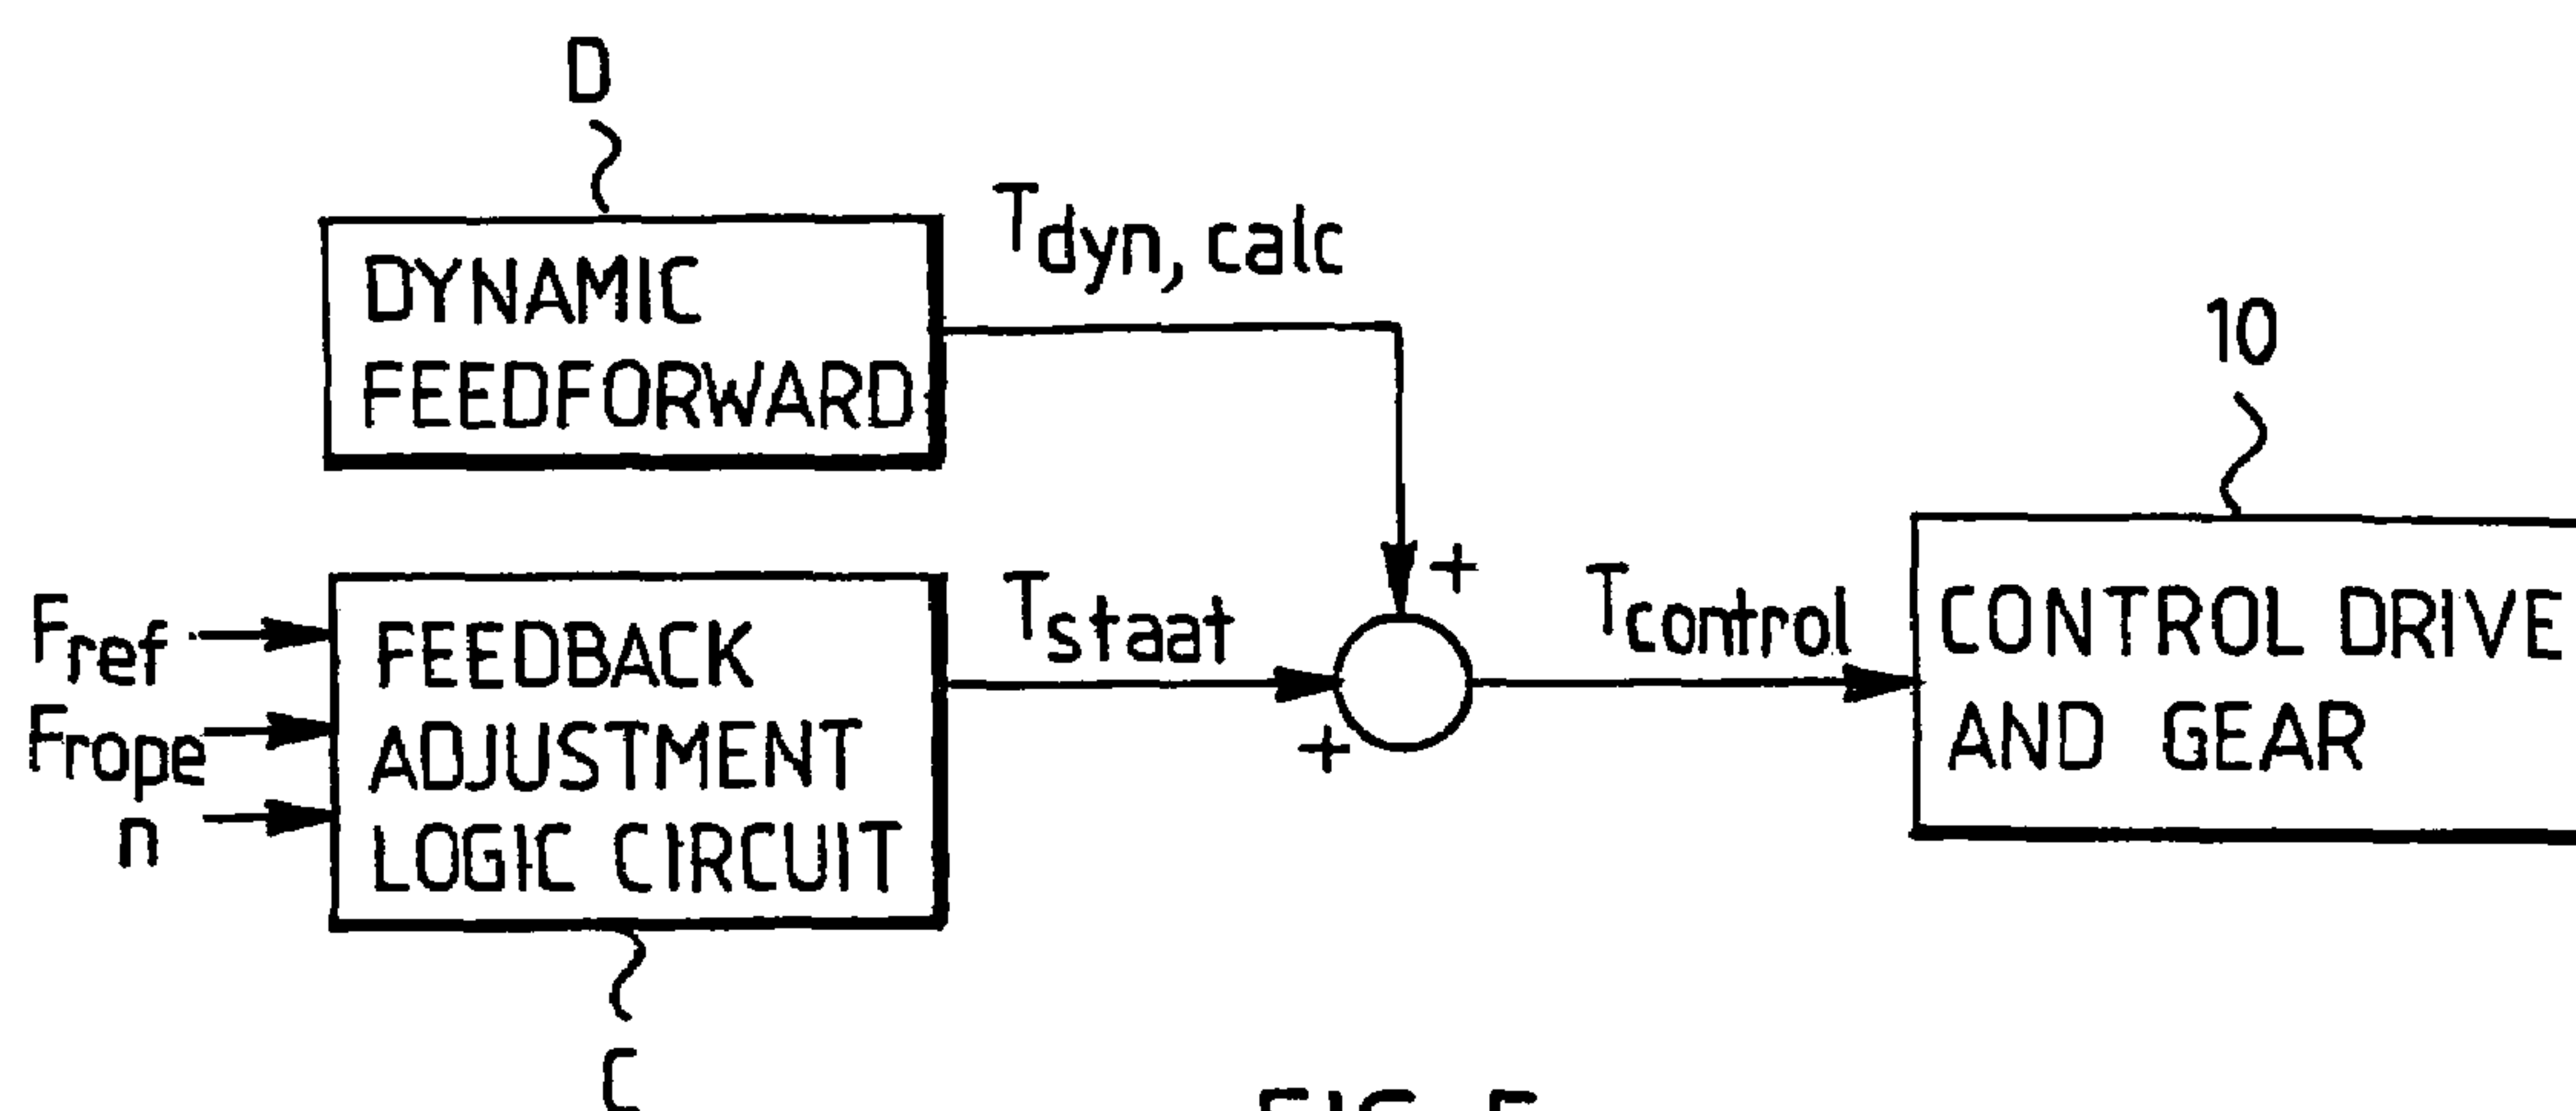 D
DYNAMIC
FEEDFORWARD
Tdyn, calc
10
Fref
Frope
n
FEEDBACK
ADJUSTMENT
LOGIC CIRCUIT
Tstaat
+
+
Tcontrol
CONTROL DRIVE
AND GEAR
C